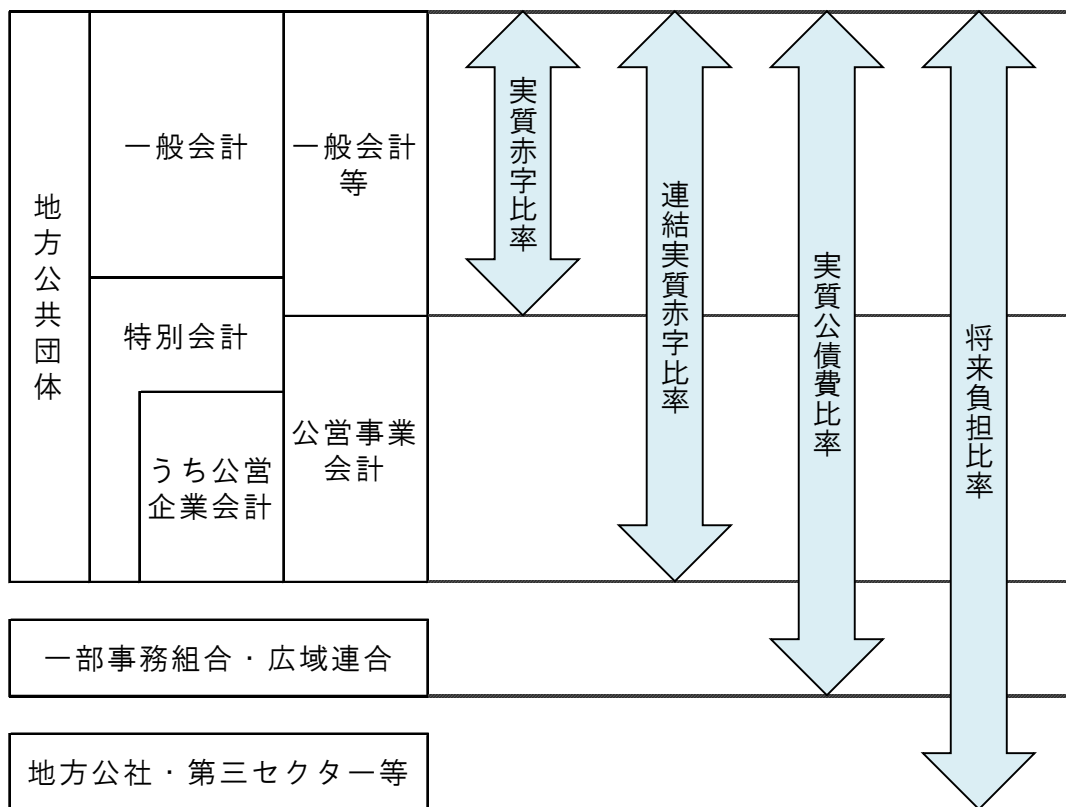 地方公共団体
一般会計
一般会計
等
特別会計
うち公営
企業会計
公営事業
会計
実質赤字比率
連結実質赤字比率
実質公債費比率
将来負担比率
一部事務組合・広域連合
地方公社・第三セクター等